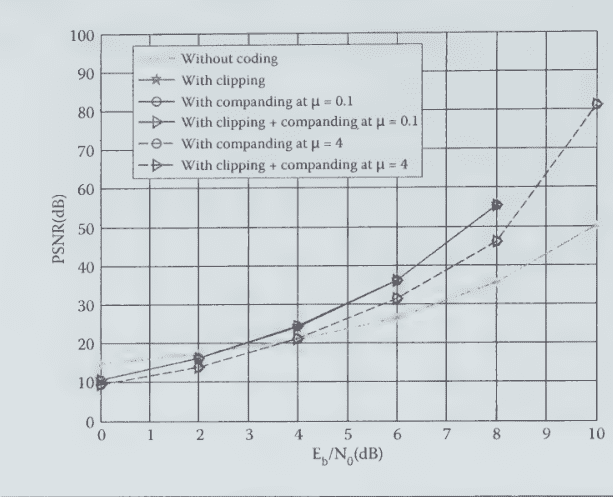 100
90
80
70
60
50
40
30
20
10
0
PSNR(dB)
Without coding
With clipping
With companding at μ = 0.1
With clipping + companding at μ = 0.1
With companding at μ = 4
With clipping + companding at μ = 4
0 1 2 3 4 5 6 7 8 9 10
E_b/N_0(dB)